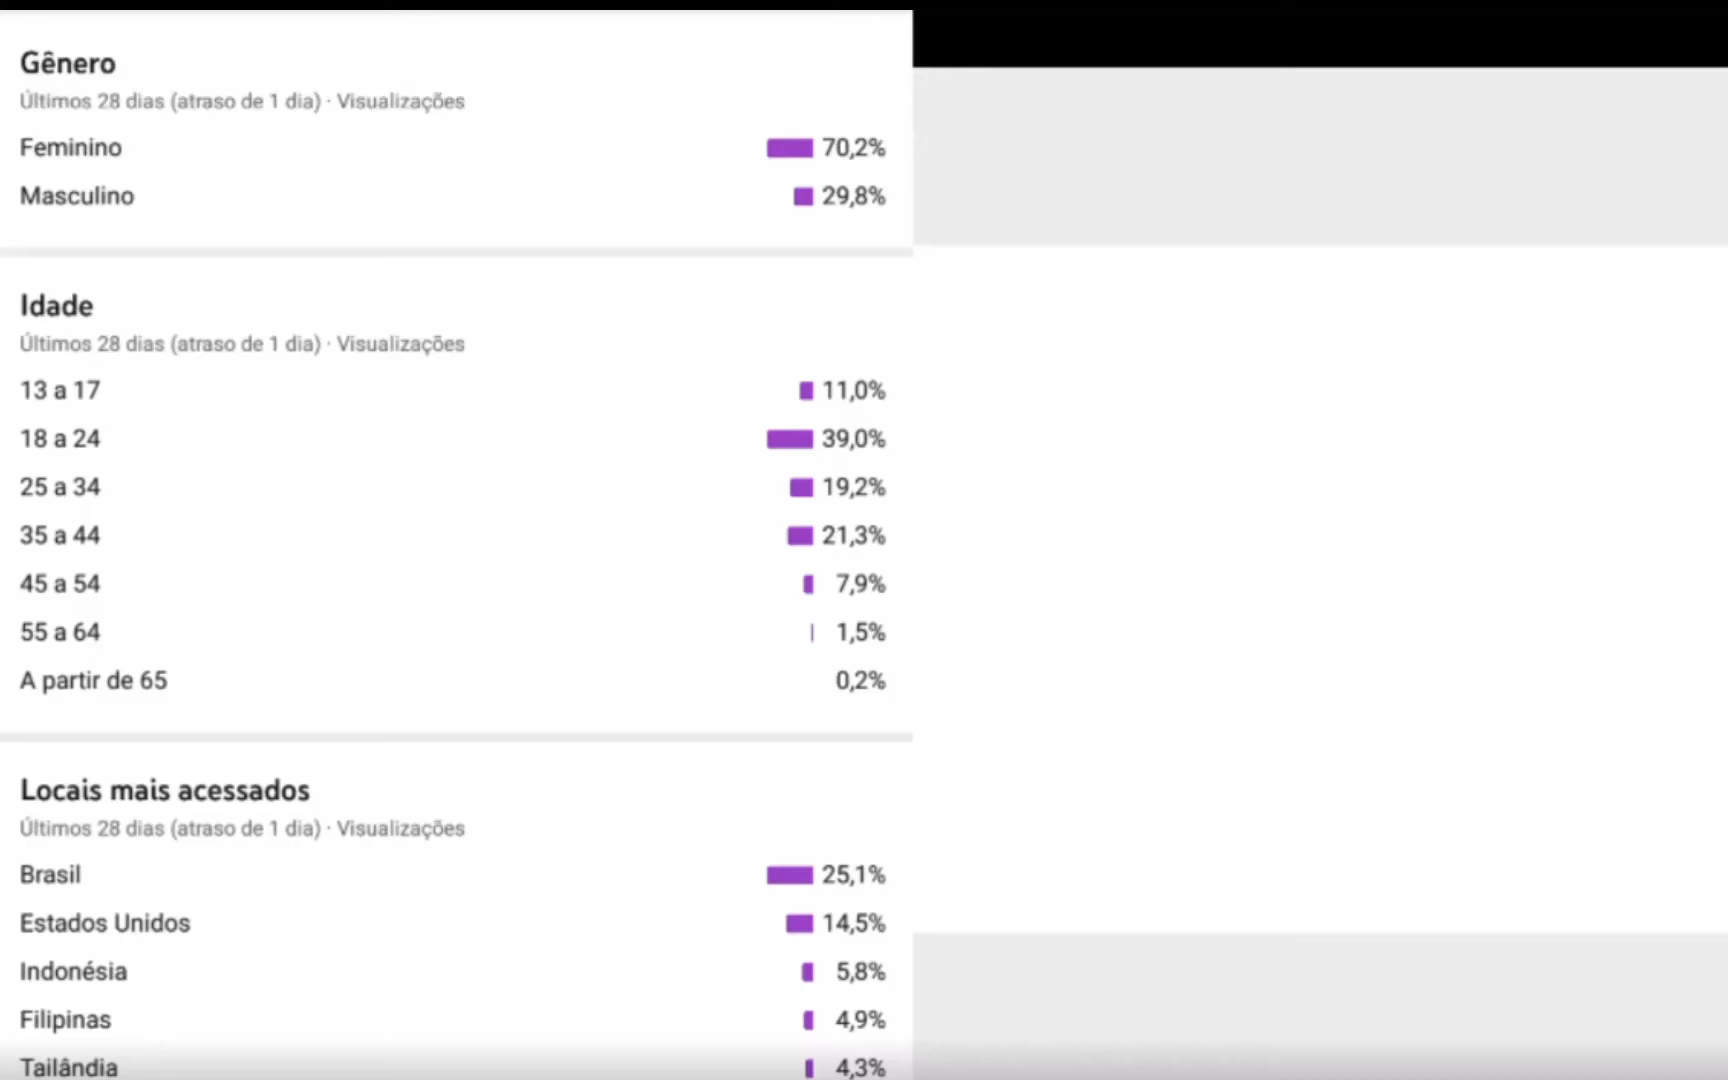 Gênero
Últimos 28 dias (atraso de 1 dia) · Visualizações
Feminino 70,2%
Masculino 29,8%
Idade
Últimos 28 dias (atraso de 1 dia) · Visualizações
13 a 17 11,0%
18 a 24 39,0%
25 a 34 19,2%
35 a 44 21,3%
45 a 54 7,9%
55 a 64 1,5%
A partir de 65 0,2%
Locais mais acessados
Últimos 28 dias (atraso de 1 dia) · Visualizações
Brasil 25,1%
Estados Unidos 14,5%
Indonésia 5,8%
Filipinas 4,9%
Tailândia 4,3%